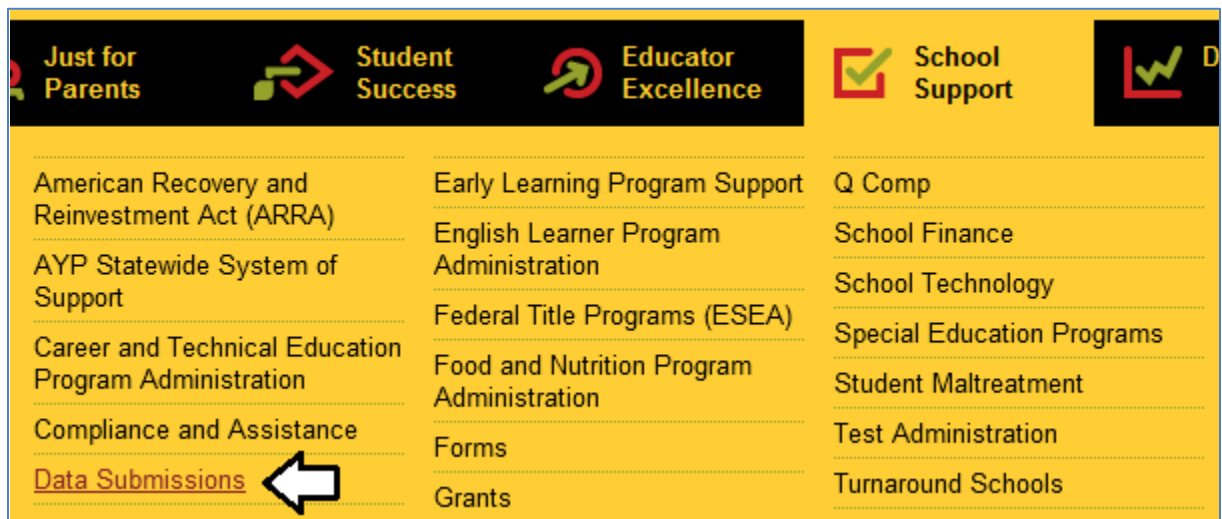 Just for
Parents
Student
Success
Educator
Excellence
School
Support
D
American Recovery and
Reinvestment Act (ARRA)
AYP Statewide System of
Support
Career and Technical Education
Program Administration
Compliance and Assistance
Data Submissions
Early Learning Program Support
English Learner Program
Administration
Federal Title Programs (ESEA)
Food and Nutrition Program
Administration
Forms
Grants
Q Comp
School Finance
School Technology
Special Education Programs
Student Maltreatment
Test Administration
Turnaround Schools